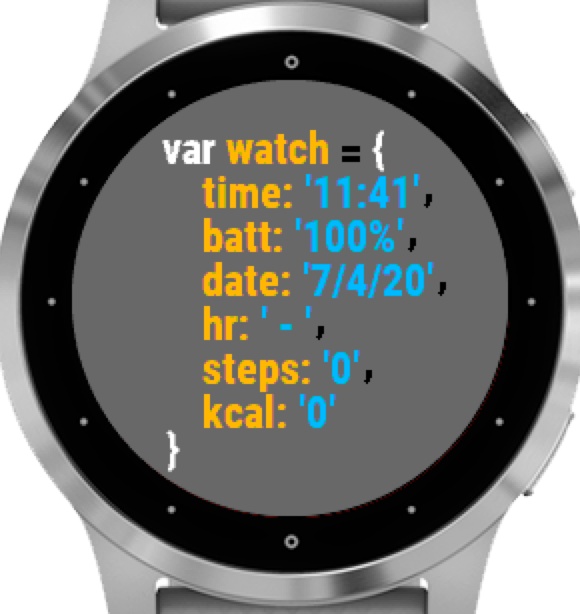 var watch = {
time: '11:41',
batt: '100%',
date: '7/4/20',
hr: ' - ',
steps: '0',
kcal: '0'
}